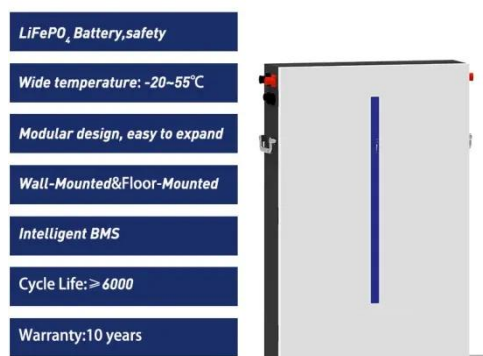 LiFePO₄ Battery,safety
Wide temperature: -20~55℃
Modular design, easy to expand
Wall-Mounted&Floor-Mounted
Intelligent BMS
Cycle Life:≥6000
Warranty:10 years